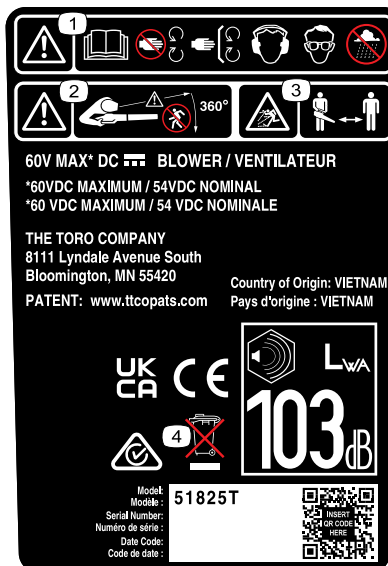 1
2
360°
3
60V MAX* DC BLOWER / VENTILATEUR
*60VDC MAXIMUM / 54VDC NOMINAL
*60 VDC MAXIMUM / 54 VDC NOMINALE
THE TORO COMPANY
8111 Lyndale Avenue South
Bloomington, MN 55420
PATENT: www.ttcopats.com
Country of Origin: VIETNAM
Pays d'origine : VIETNAM
UK
CA
CE
LWA
103dB
4
Model: 51825T
Modèle :
Serial Number:
Numéro de série :
Date Code:
Code de date :
INSERT
QR CODE
HERE